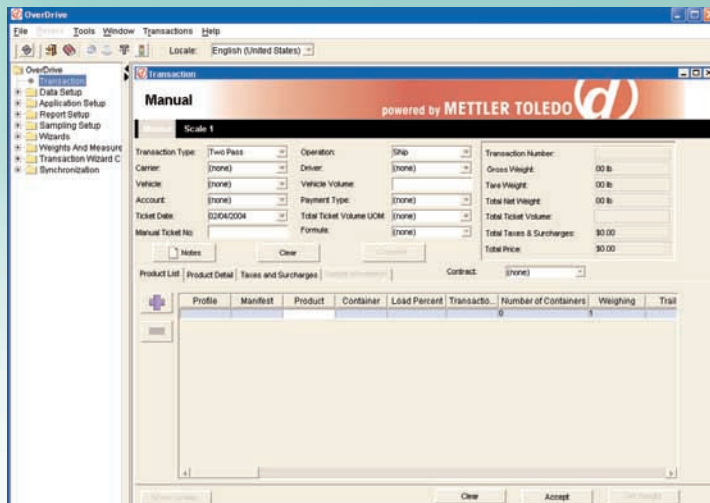 OverDrive
File Tools Window Transactions Help
Locale: English (United States)
OverDrive
Transaction
Data Setup
Application Setup
Report Setup
Sampling Setup
Wizards
Weights And Measure
Transaction Wizard C
Synchronization
Transaction
Manual
powered by METTLER TOLEDO
Scale 1
Transaction Type: Two Pass Operation: Ship Transaction Number:
Carrier: (none) Driver: (none) Gross Weight: 00 lb
Vehicle: (none) Vehicle Volume: Tare Weight: 00 lb
Account: (none) Payment Type: (none) Total Net Weight: 00 lb
Ticket Date: 02/04/2004 Total Ticket Volume UOM: (none) Total Ticket Volume:
Manual Ticket No: Formula: (none) Total Taxes & Surcharges: $0.00
Notes Clear Total Price: $0.00
Product List Product Detail Taxes and Surcharges Contract: (none)
Profile Manifest Product Container Load Percent Transactio... Number of Containers Weighing Trail
0 1
Clear Accept Get Weight